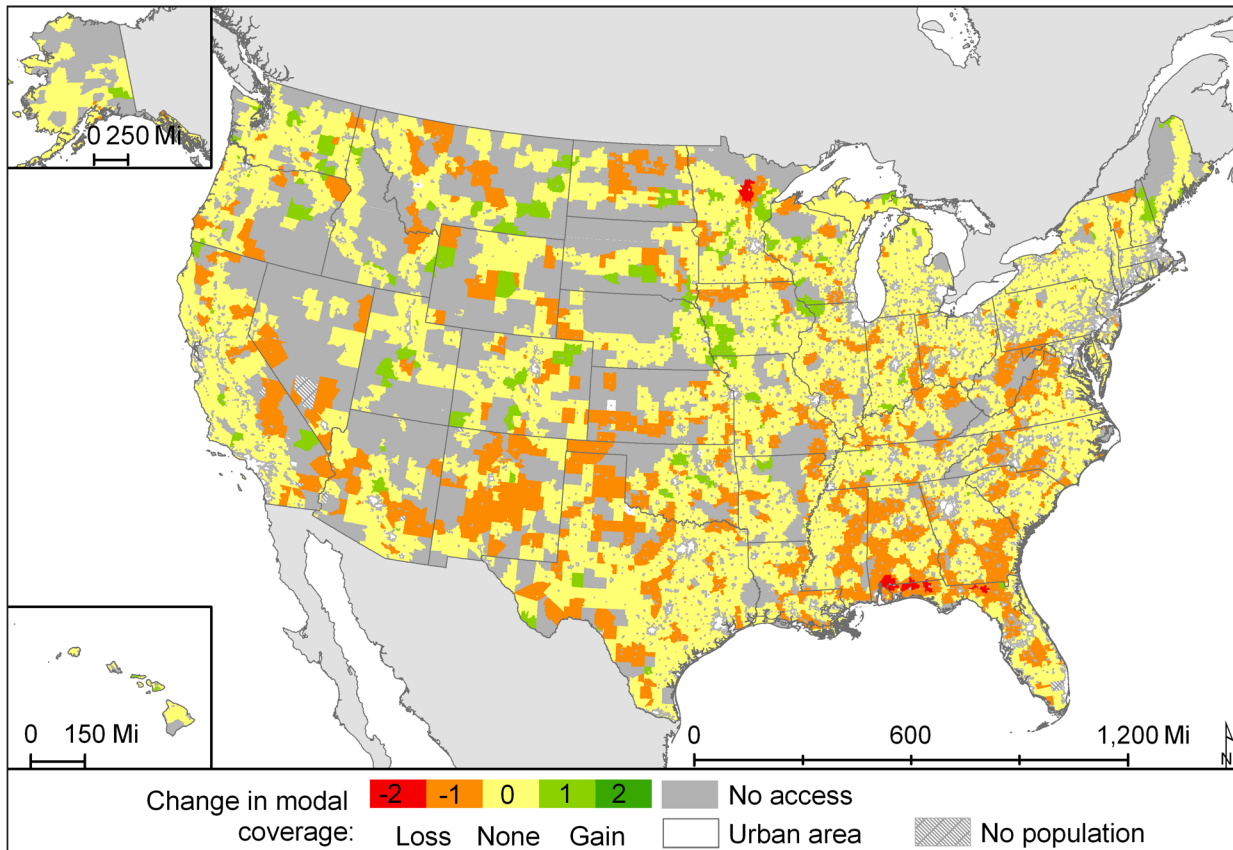 0 250 Mi
0 150 Mi
0 600 1,200 Mi
N
Change in modal coverage:
-2 -1 0 1 2
Loss None Gain
No access
Urban area
No population